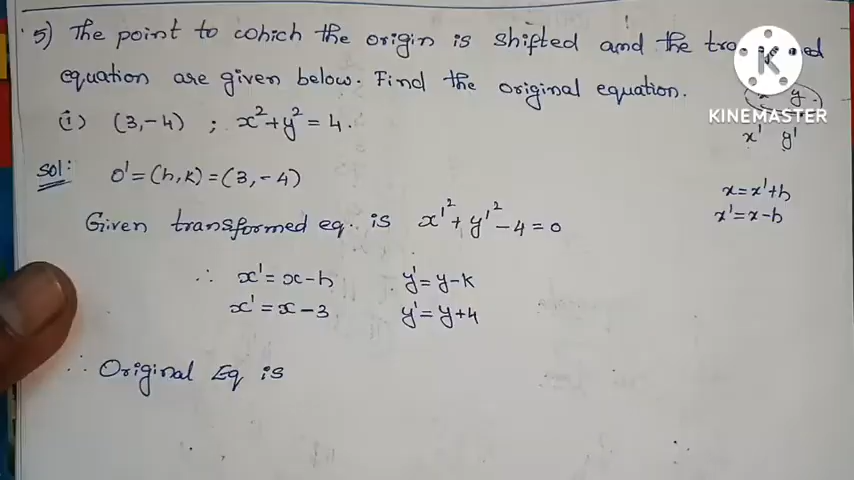 5) The point to which the origin is shifted and the
equation are given below. Find the original equation.
y
KINEMASTER
(i) (3,-4) ; x²+y²=4.
x' y'
Sol: O'=(h,k)=(3,-4)
x=x'+h
x'=x-h
Given transformed eq. is x'²+y'²-4=0
∴ x'=x-h y'=y-k
x'=x-3 y'=y+4
∴ Original Eq is